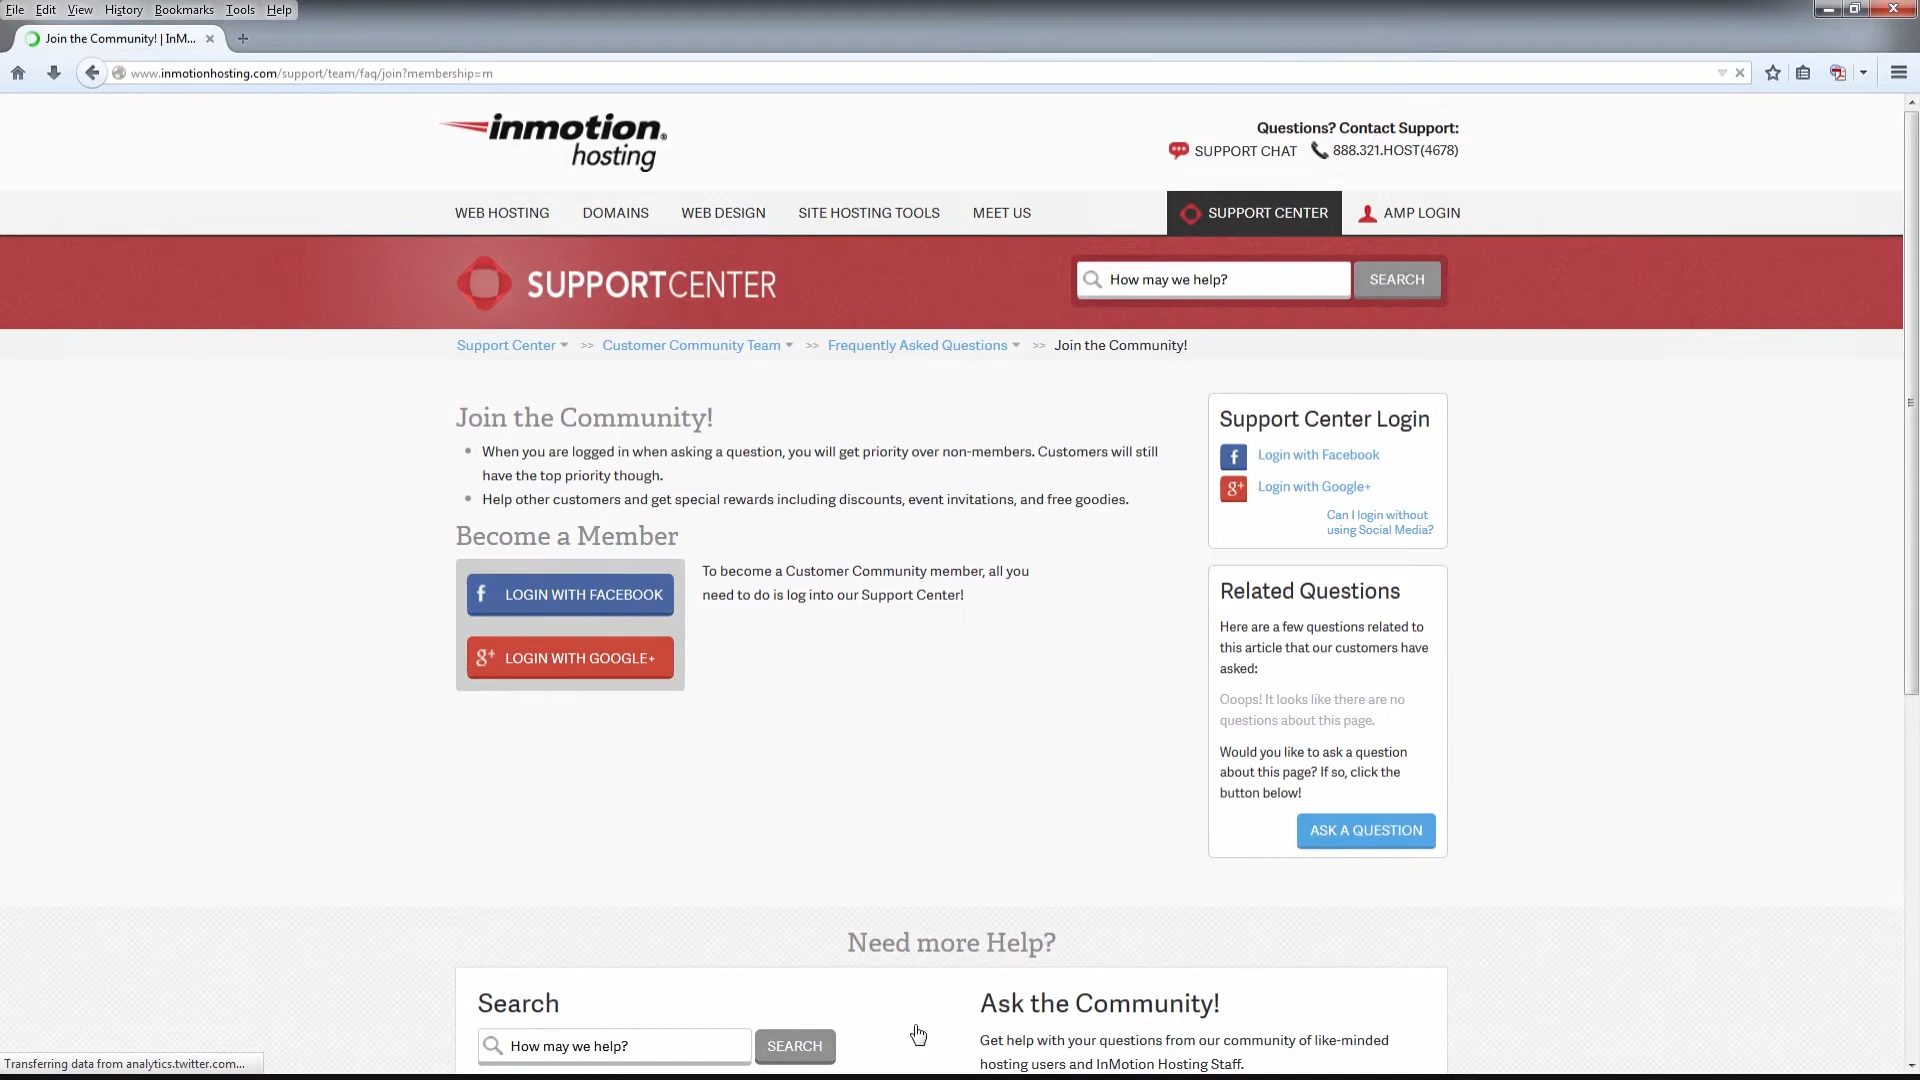 File Edit View History Bookmarks Tools Help
Join the Community! | InM...
www.inmotionhosting.com/support/team/faq/join?membership=m
inmotion®
hosting
Questions? Contact Support:
SUPPORT CHAT 888.321.HOST(4678)
WEB HOSTING DOMAINS WEB DESIGN SITE HOSTING TOOLS MEET US SUPPORT CENTER AMP LOGIN
SUPPORTCENTER
How may we help? SEARCH
Support Center >> Customer Community Team >> Frequently Asked Questions >> Join the Community!
Join the Community!
When you are logged in when asking a question, you will get priority over non-members. Customers will still
have the top priority though.
Help other customers and get special rewards including discounts, event invitations, and free goodies.
Become a Member
f LOGIN WITH FACEBOOK
g+ LOGIN WITH GOOGLE+
To become a Customer Community member, all you
need to do is log into our Support Center!
Support Center Login
f Login with Facebook
g+ Login with Google+
Can I login without
using Social Media?
Related Questions
Here are a few questions related to
this article that our customers have
asked:
Ooops! It looks like there are no
questions about this page.
Would you like to ask a question
about this page? If so, click the
button below!
ASK A QUESTION
Need more Help?
Search
How may we help? SEARCH
Ask the Community!
Get help with your questions from our community of like-minded
hosting users and InMotion Hosting Staff.
Transferring data from analytics.twitter.com...